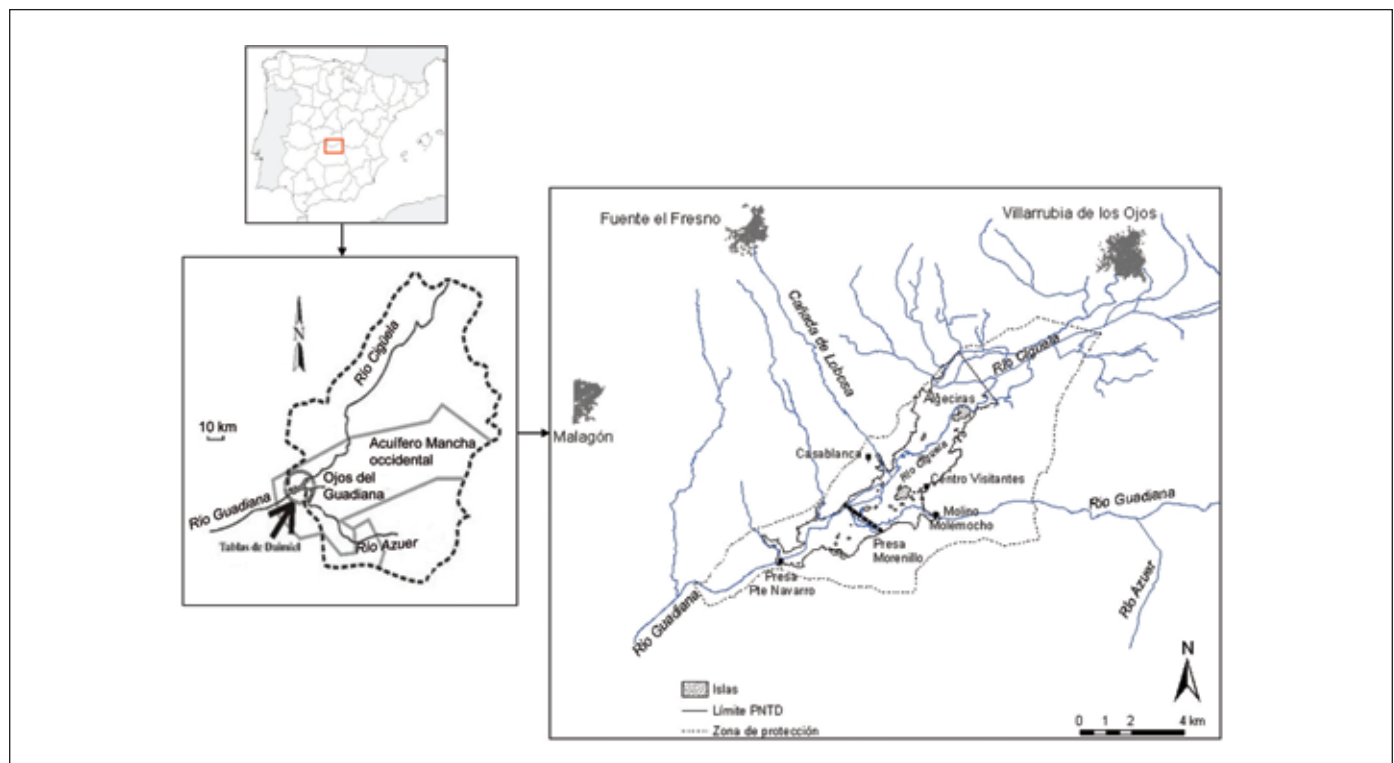 N
Río Cigüela
10 km
Acuífero Mancha
occidental
Ojos del
Guadiana
Río Guadiana
Tablas de Daimiel
Río Azuer
Fuente el Fresno
Villarrubia de los Ojos
Cañada de Lobosa
Río Cigüela
Malagón
Algeciras
Casablanca
Río Cigüela
Centro Visitantes
Río Guadiana
Molino
Molemocho
Presa
Morenillo
Presa
Pte Navarro
Río Guadiana
Río Azuer
N
Islas
Límite PNTD
Zona de protección
0 1 2 4 km